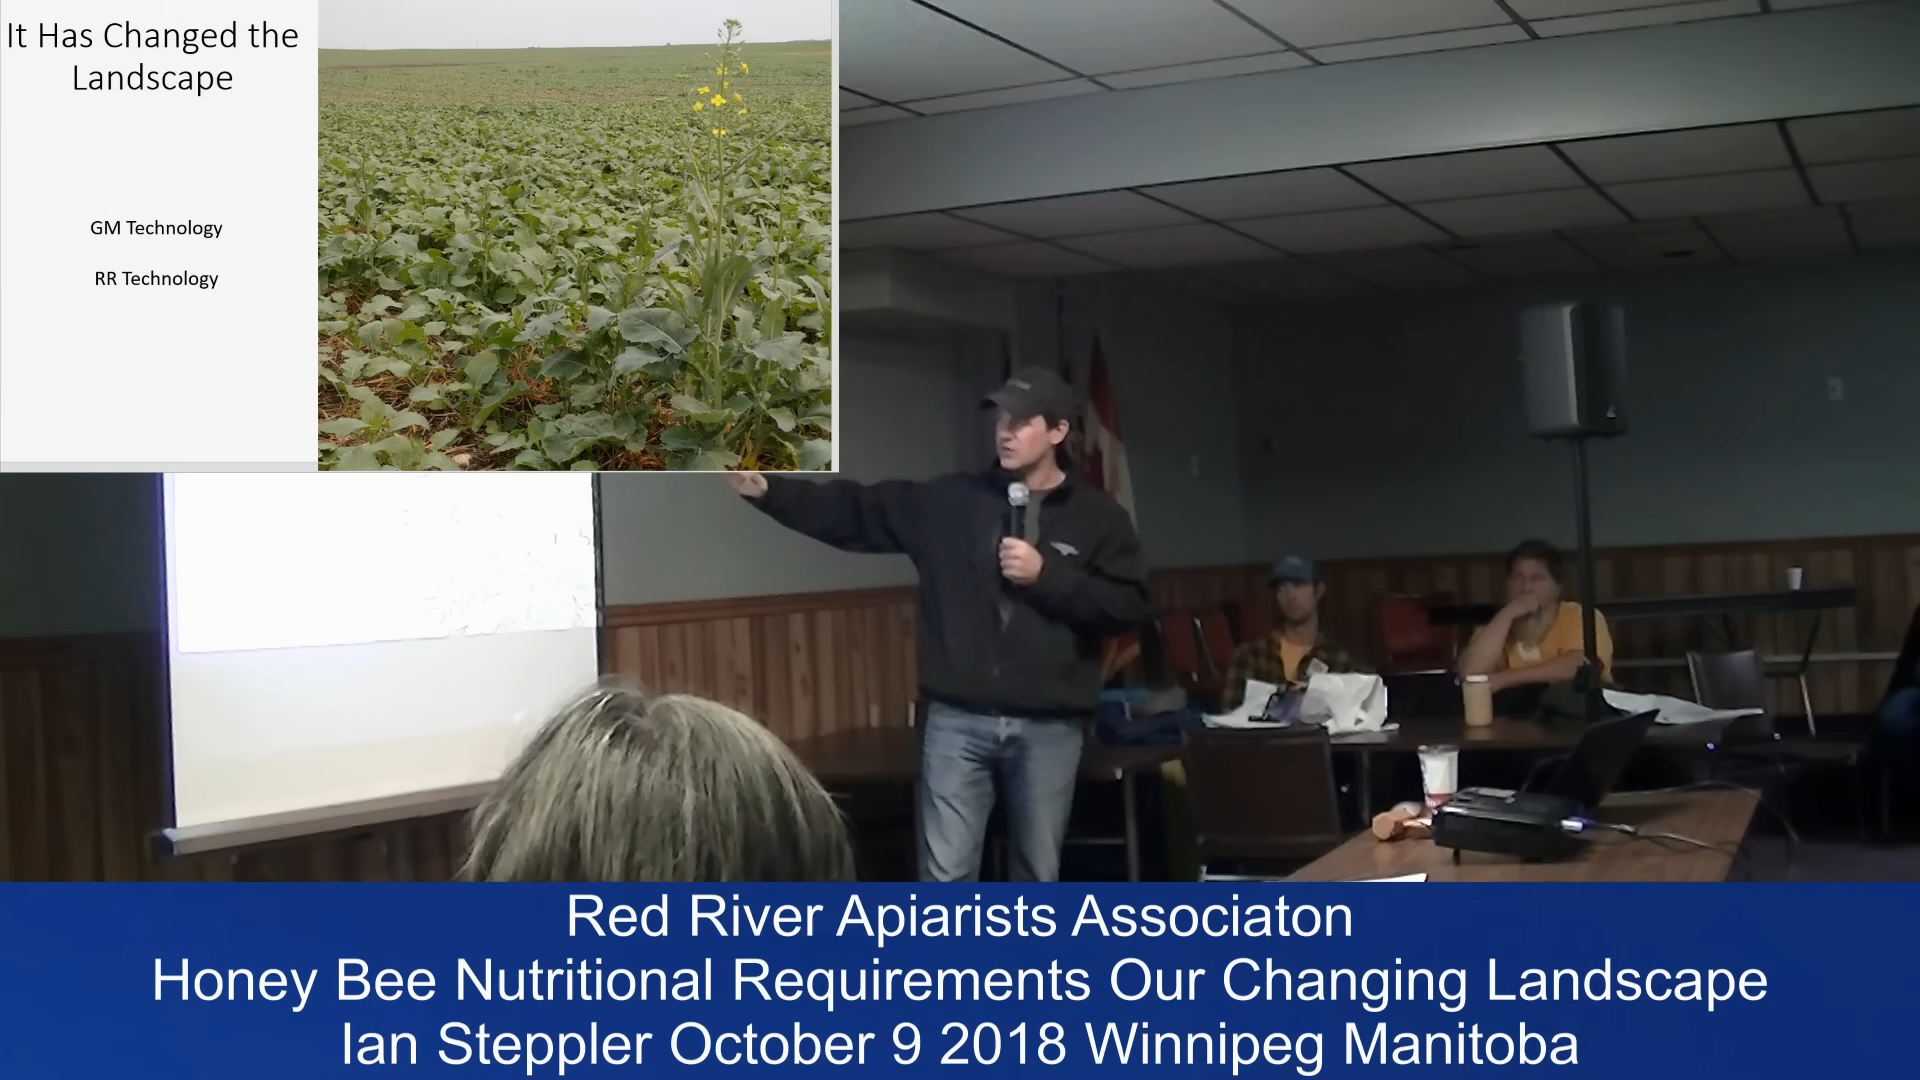 It Has Changed the
Landscape
GM Technology
RR Technology
Red River Apiarists Associaton
Honey Bee Nutritional Requirements Our Changing Landscape
Ian Steppler October 9 2018 Winnipeg Manitoba